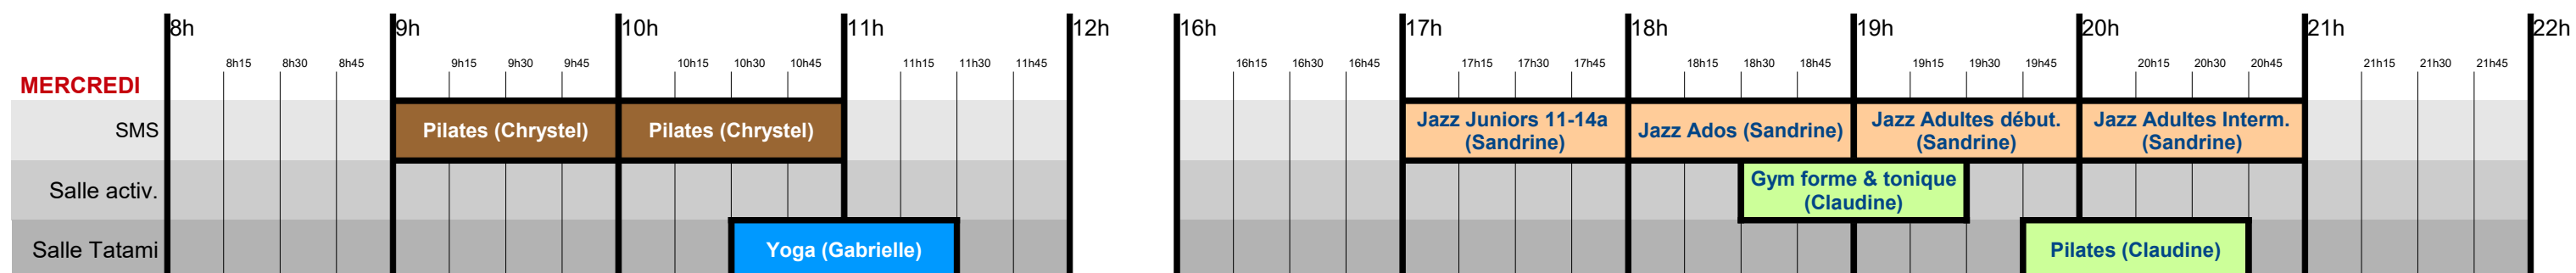 8h 9h 10h 11h 12h 16h 17h 18h 19h 20h 21h 22h
8h15 8h30 8h45 9h15 9h30 9h45 10h15 10h30 10h45 11h15 11h30 11h45 16h15 16h30 16h45 17h15 17h30 17h45 18h15 18h30 18h45 19h15 19h30 19h45 20h15 20h30 20h45 21h15 21h30 21h45
MERCREDI
SMS
Pilates (Chrystel)
Pilates (Chrystel)
Jazz Juniors 11-14a
(Sandrine)
Jazz Ados (Sandrine)
Jazz Adultes début.
(Sandrine)
Jazz Adultes Interm.
(Sandrine)
Salle activ.
Gym forme & tonique
(Claudine)
Salle Tatami
Yoga (Gabrielle)
Pilates (Claudine)